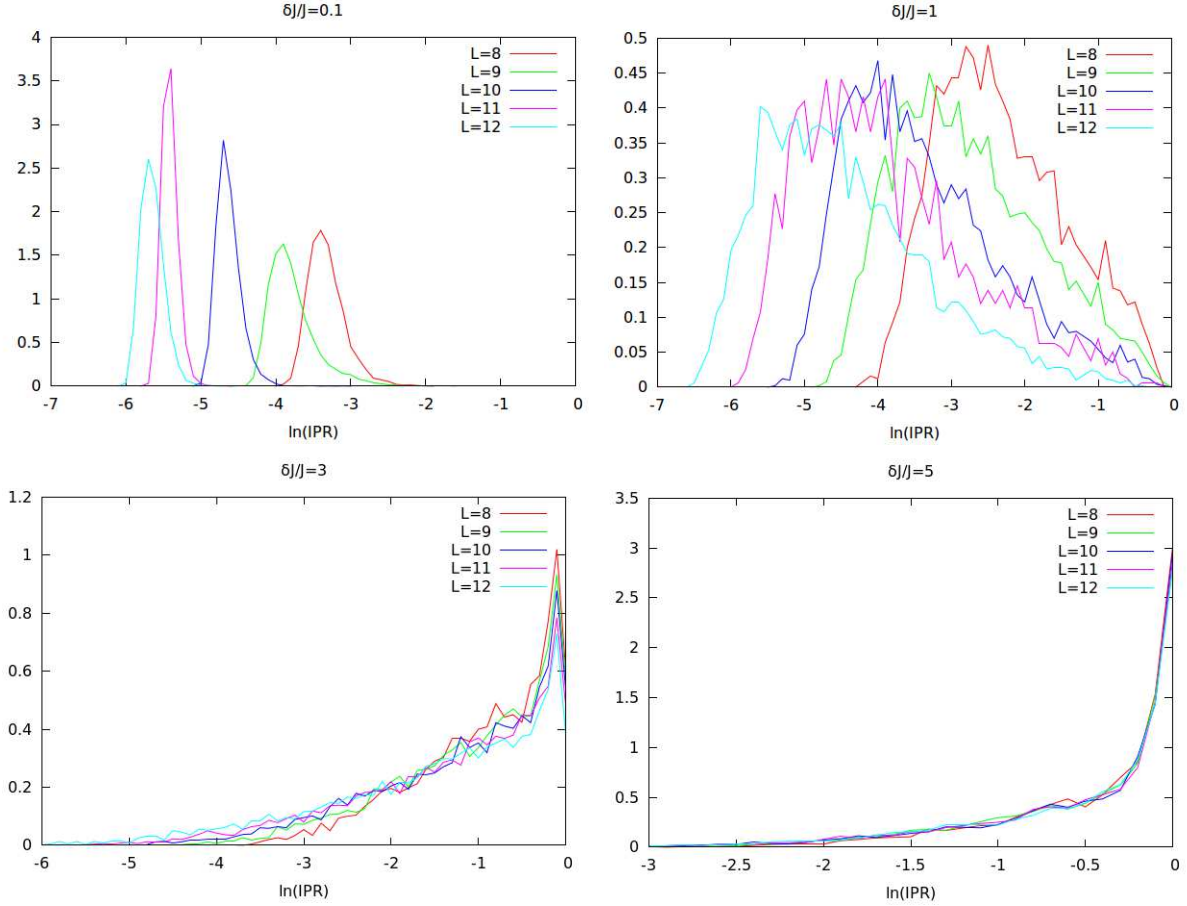 δJ/J=0.1
4
3.5
3
2.5
2
1.5
1
0.5
0
-7 -6 -5 -4 -3 -2 -1 0
ln(IPR)
L=8
L=9
L=10
L=11
L=12
δJ/J=1
0.5
0.45
0.4
0.35
0.3
0.25
0.2
0.15
0.1
0.05
0
-7 -6 -5 -4 -3 -2 -1 0
ln(IPR)
L=8
L=9
L=10
L=11
L=12
δJ/J=3
1.2
1
0.8
0.6
0.4
0.2
0
-6 -5 -4 -3 -2 -1 0
ln(IPR)
L=8
L=9
L=10
L=11
L=12
δJ/J=5
3.5
3
2.5
2
1.5
1
0.5
0
-3 -2.5 -2 -1.5 -1 -0.5 0
ln(IPR)
L=8
L=9
L=10
L=11
L=12